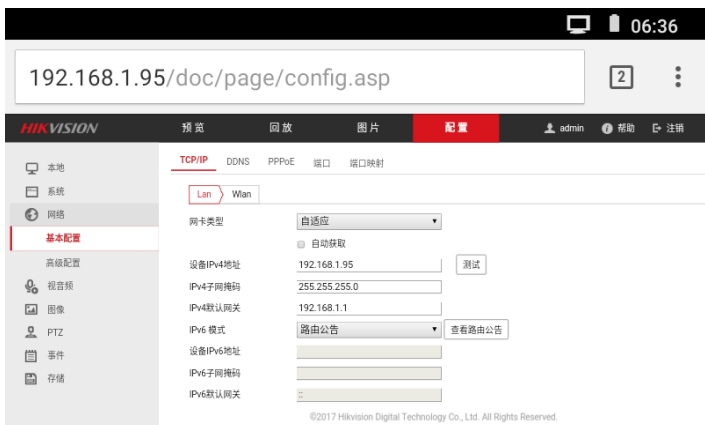 06:36
192.168.1.95/doc/page/config.asp
2
HIKVISION 预览 回放 图片 配置 admin 帮助 注销
本地
系统
网络
基本配置
高级配置
视音频
图像
PTZ
事件
存储
TCP/IP DDNS PPPoE 端口 端口映射
Lan Wlan
网卡类型 自适应
自动获取
设备IPv4地址 192.168.1.95 测试
IPv4子网掩码 255.255.255.0
IPv4默认网关 192.168.1.1
IPv6 模式 路由公告 查看路由公告
设备IPv6地址
IPv6子网掩码
IPv6默认网关 ::
©2017 Hikvision Digital Technology Co., Ltd. All Rights Reserved.